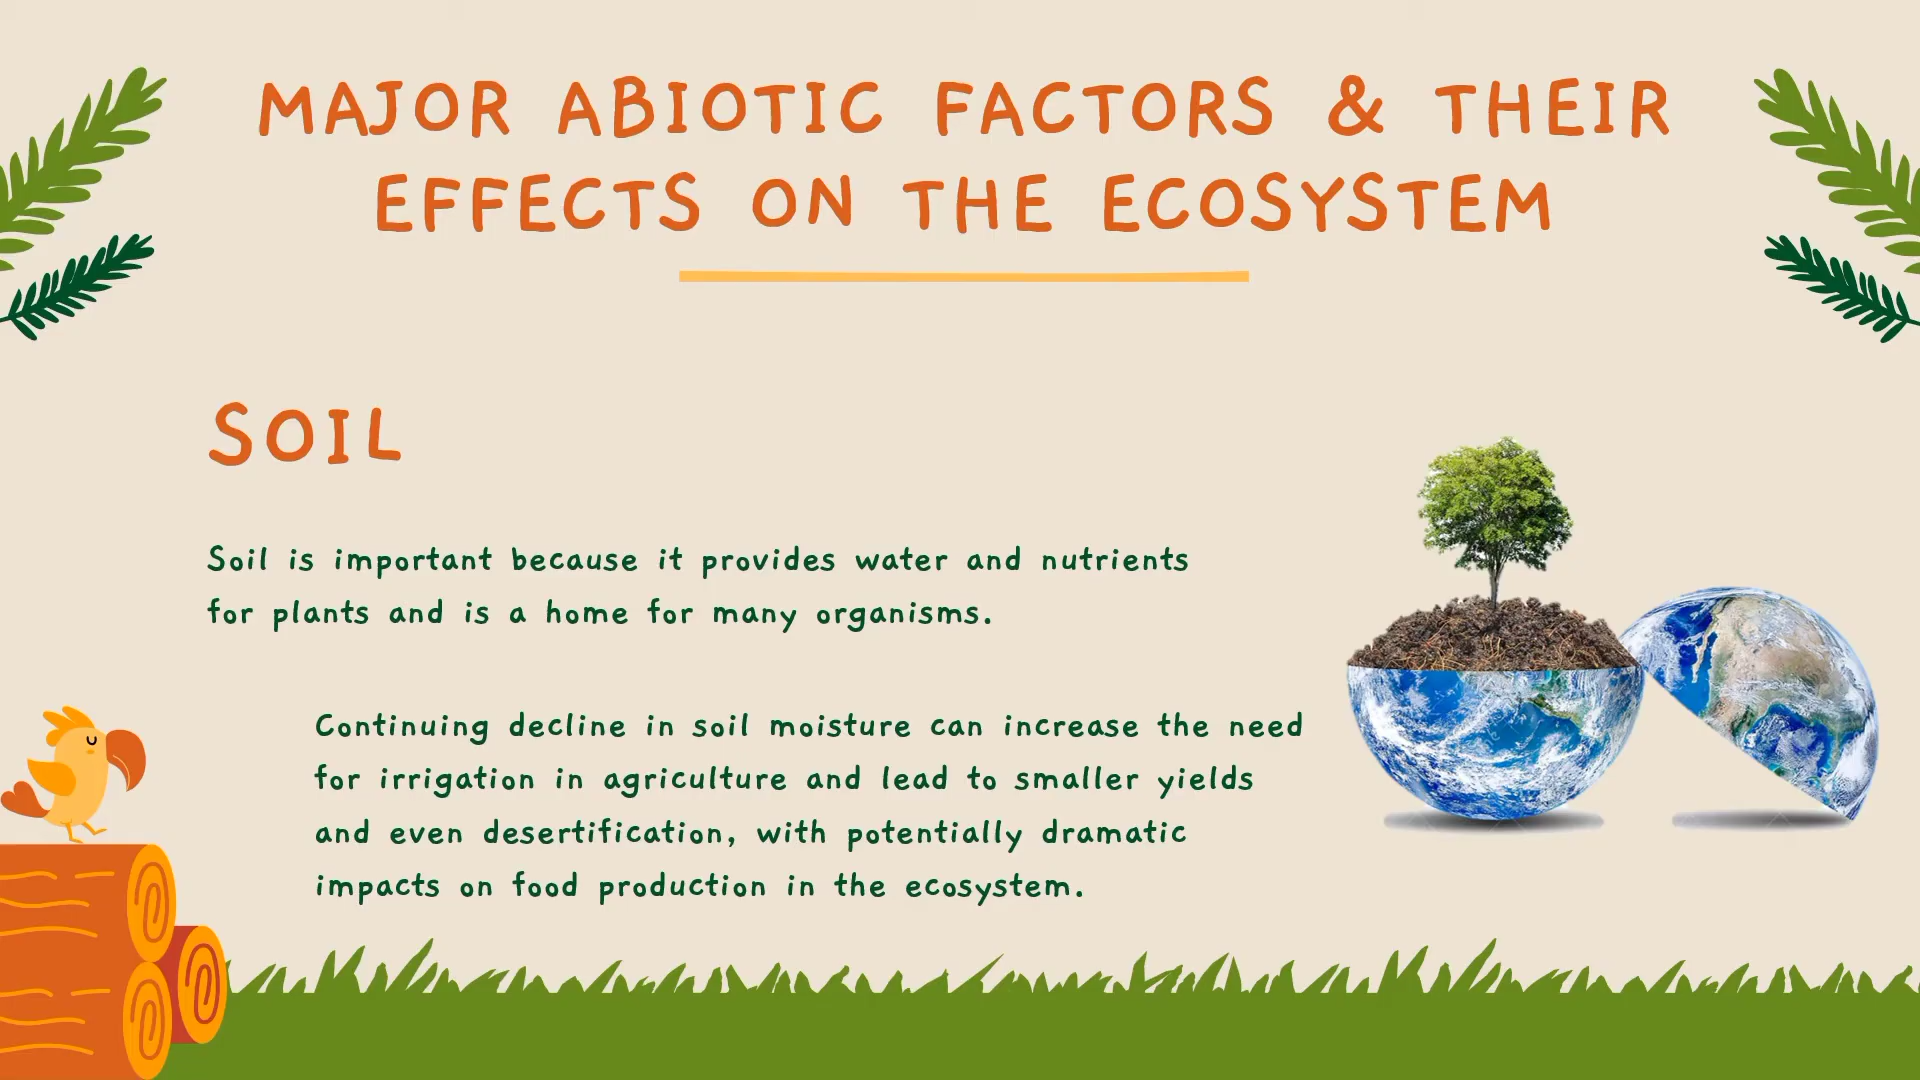 MAJOR ABIOTIC FACTORS & THEIR
EFFECTS ON THE ECOSYSTEM
SOIL
Soil is important because it provides water and nutrients
for plants and is a home for many organisms.
Continuing decline in soil moisture can increase the need
for irrigation in agriculture and lead to smaller yields
and even desertification, with potentially dramatic
impacts on food production in the ecosystem.